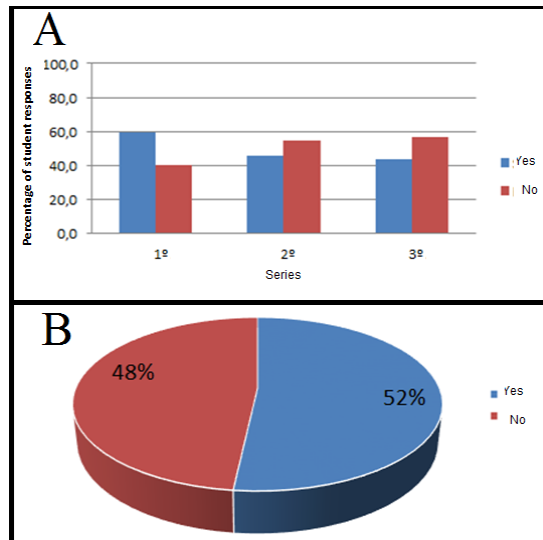 A
Percentage of student responses
100,0
80,0
60,0
40,0
20,0
0,0
1º
2º
3º
Series
Yes
No
B
48%
52%
Yes
No